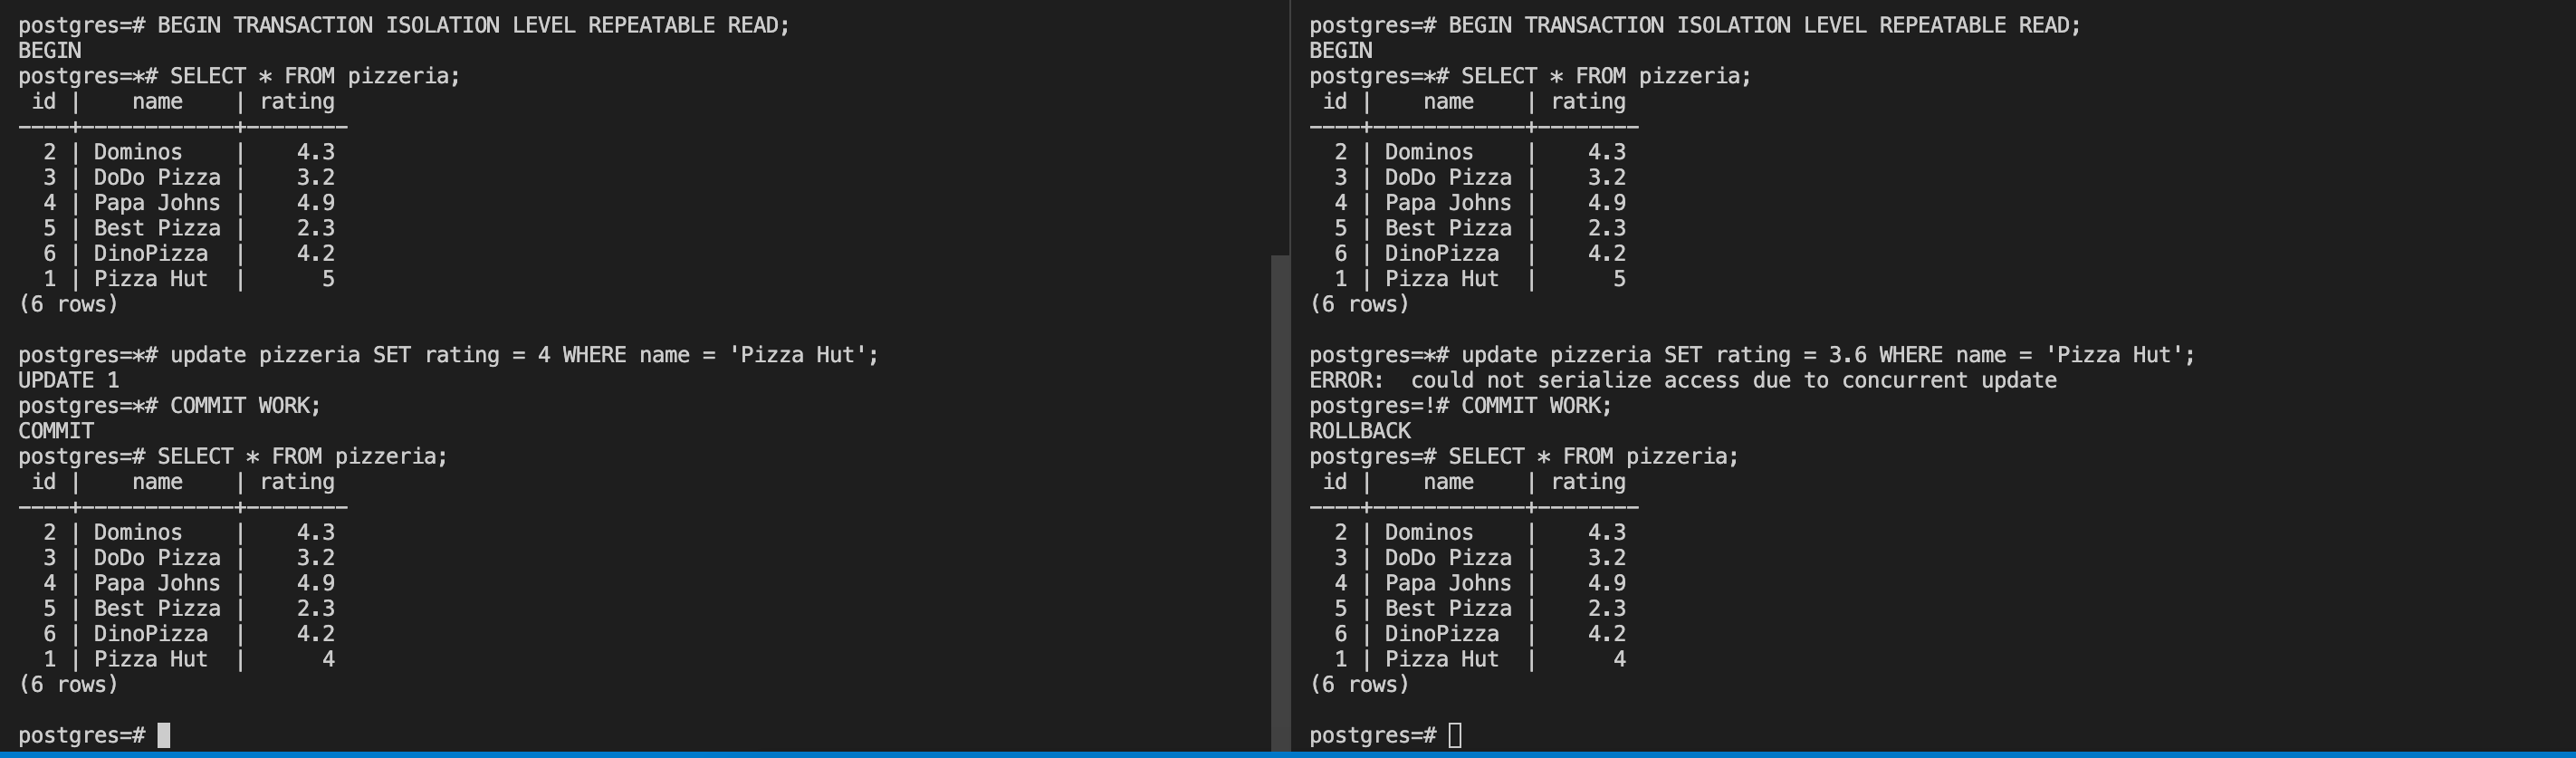 postgres=# BEGIN TRANSACTION ISOLATION LEVEL REPEATABLE READ;
BEGIN
postgres=*# SELECT * FROM pizzeria;
 id |    name    | rating
----+------------+--------
  2 | Dominos    |    4.3
  3 | DoDo Pizza |    3.2
  4 | Papa Johns |    4.9
  5 | Best Pizza |    2.3
  6 | DinoPizza  |    4.2
  1 | Pizza Hut  |      5
(6 rows)

postgres=*# update pizzeria SET rating = 4 WHERE name = 'Pizza Hut';
UPDATE 1
postgres=*# COMMIT WORK;
COMMIT
postgres=# SELECT * FROM pizzeria;
 id |    name    | rating
----+------------+--------
  2 | Dominos    |    4.3
  3 | DoDo Pizza |    3.2
  4 | Papa Johns |    4.9
  5 | Best Pizza |    2.3
  6 | DinoPizza  |    4.2
  1 | Pizza Hut  |      4
(6 rows)

postgres=#
postgres=# BEGIN TRANSACTION ISOLATION LEVEL REPEATABLE READ;
BEGIN
postgres=*# SELECT * FROM pizzeria;
 id |    name    | rating
----+------------+--------
  2 | Dominos    |    4.3
  3 | DoDo Pizza |    3.2
  4 | Papa Johns |    4.9
  5 | Best Pizza |    2.3
  6 | DinoPizza  |    4.2
  1 | Pizza Hut  |      5
(6 rows)

postgres=*# update pizzeria SET rating = 3.6 WHERE name = 'Pizza Hut';
ERROR:  could not serialize access due to concurrent update
postgres=!# COMMIT WORK;
ROLLBACK
postgres=# SELECT * FROM pizzeria;
 id |    name    | rating
----+------------+--------
  2 | Dominos    |    4.3
  3 | DoDo Pizza |    3.2
  4 | Papa Johns |    4.9
  5 | Best Pizza |    2.3
  6 | DinoPizza  |    4.2
  1 | Pizza Hut  |      4
(6 rows)

postgres=#